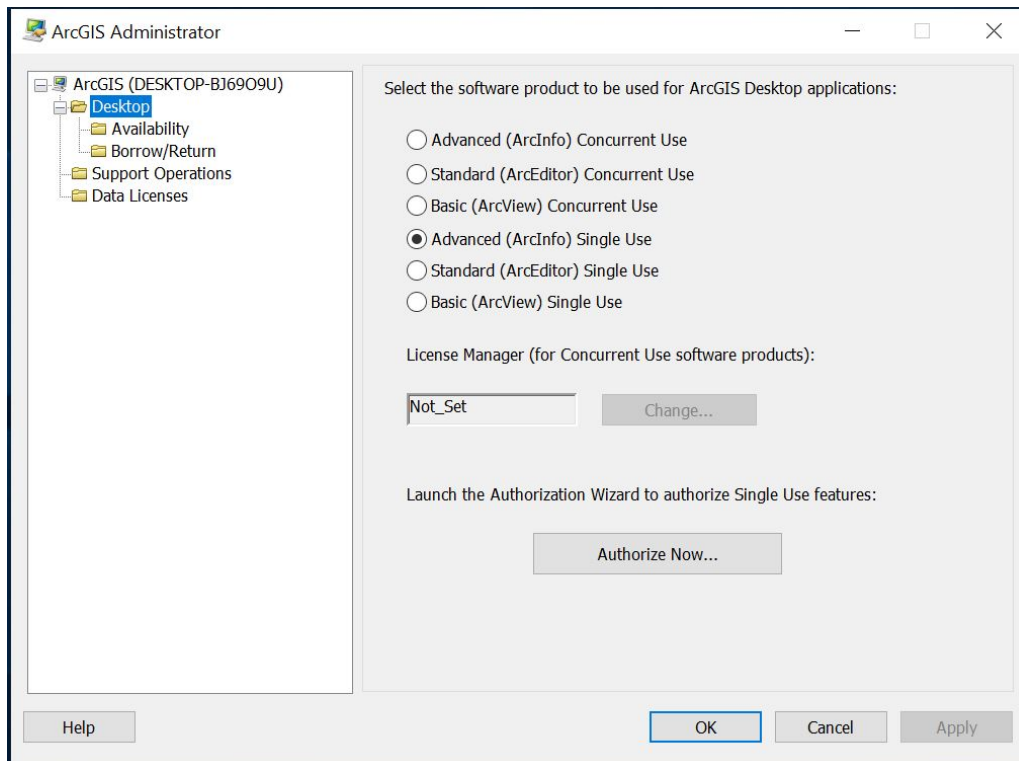 ArcGIS Administrator
ArcGIS (DESKTOP-BJ69O9U)
Desktop
Availability
Borrow/Return
Support Operations
Data Licenses
Select the software product to be used for ArcGIS Desktop applications:
Advanced (ArcInfo) Concurrent Use
Standard (ArcEditor) Concurrent Use
Basic (ArcView) Concurrent Use
Advanced (ArcInfo) Single Use
Standard (ArcEditor) Single Use
Basic (ArcView) Single Use
License Manager (for Concurrent Use software products):
Not_Set
Change...
Launch the Authorization Wizard to authorize Single Use features:
Authorize Now...
Help
OK
Cancel
Apply